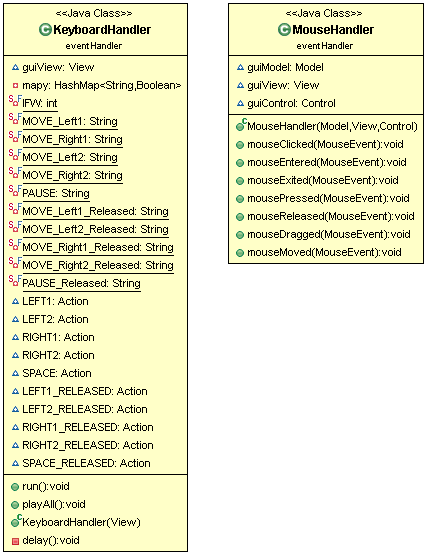 <<Java Class>>
KeyboardHandler
eventHandler
guiView: View
mapy: HashMap<String,Boolean>
IFW: int
MOVE_Left1: String
MOVE_Right1: String
MOVE_Left2: String
MOVE_Right2: String
PAUSE: String
MOVE_Left1_Released: String
MOVE_Left2_Released: String
MOVE_Right1_Released: String
MOVE_Right2_Released: String
PAUSE_Released: String
LEFT1: Action
LEFT2: Action
RIGHT1: Action
RIGHT2: Action
SPACE: Action
LEFT1_RELEASED: Action
LEFT2_RELEASED: Action
RIGHT1_RELEASED: Action
RIGHT2_RELEASED: Action
SPACE_RELEASED: Action
run():void
playAll():void
KeyboardHandler(View)
delay():void
<<Java Class>>
MouseHandler
eventHandler
guiModel: Model
guiView: View
guiControl: Control
MouseHandler(Model,View,Control)
mouseClicked(MouseEvent):void
mouseEntered(MouseEvent):void
mouseExited(MouseEvent):void
mousePressed(MouseEvent):void
mouseReleased(MouseEvent):void
mouseDragged(MouseEvent):void
mouseMoved(MouseEvent):void